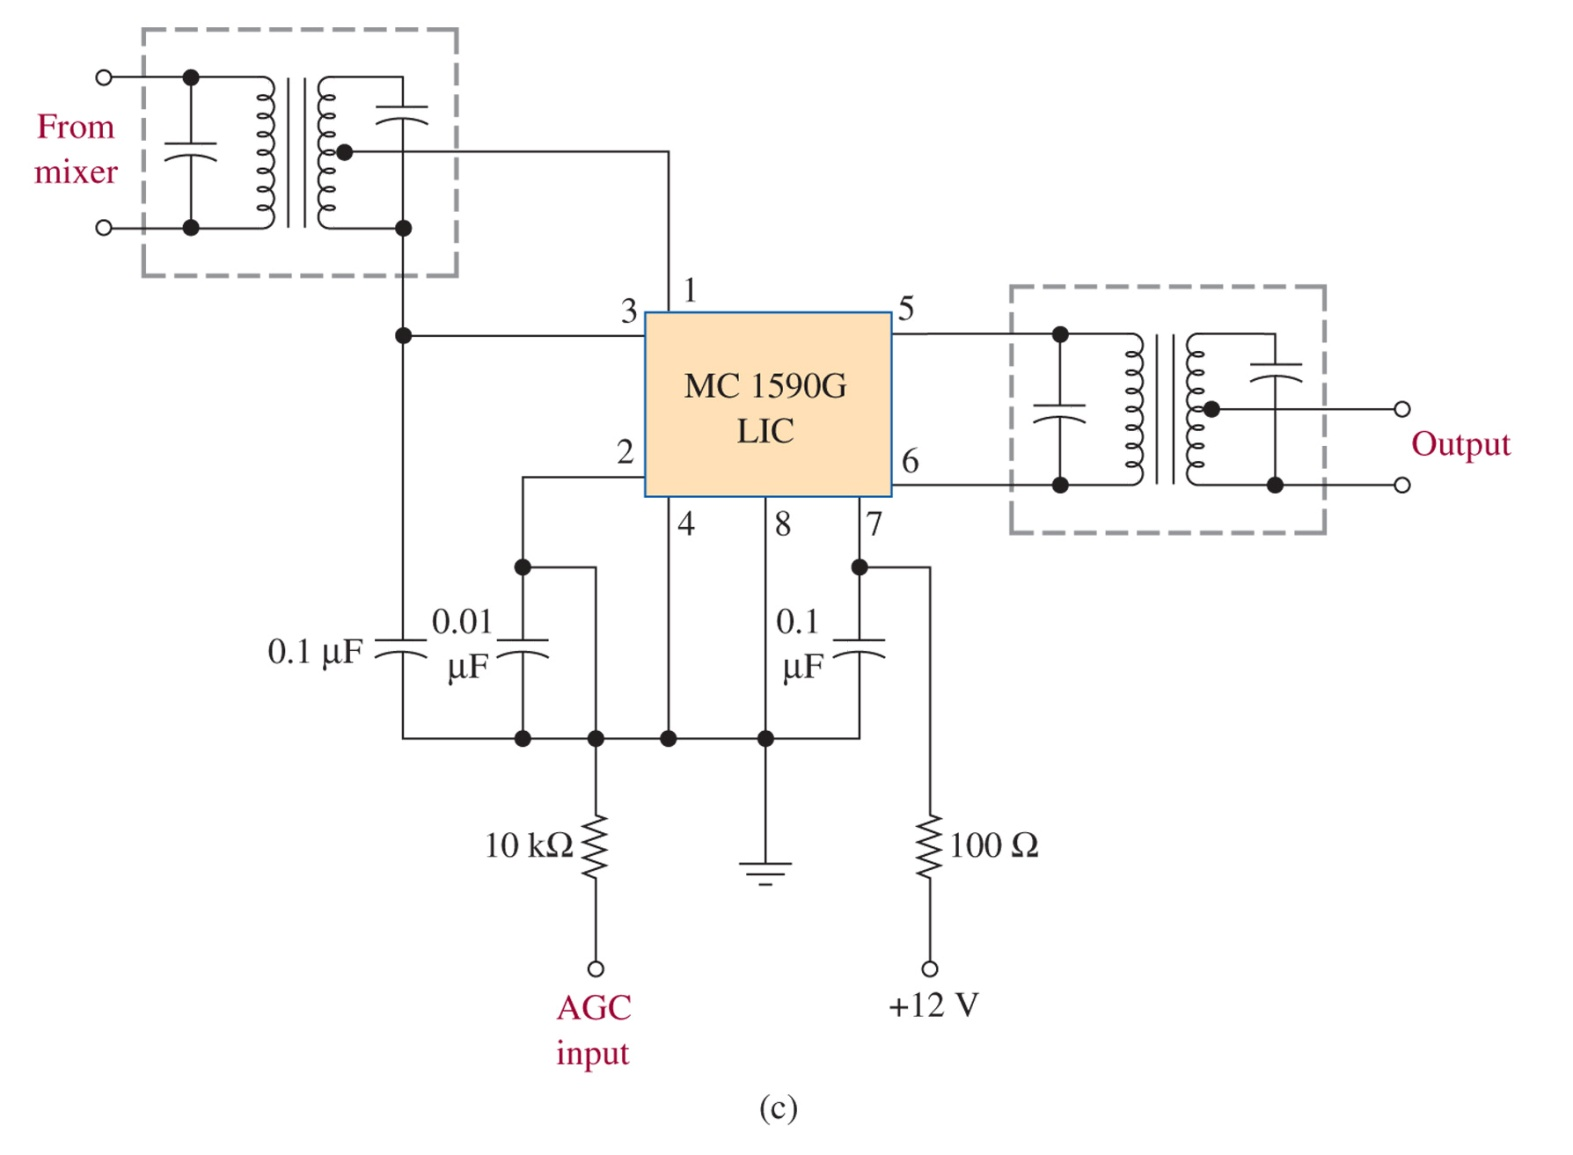 From
mixer
1
3
5
MC 1590G
LIC
2
6
Output
4
8
7
0.1 µF
0.01
µF
0.1
µF
10 kΩ
100 Ω
AGC
input
+12 V
(c)